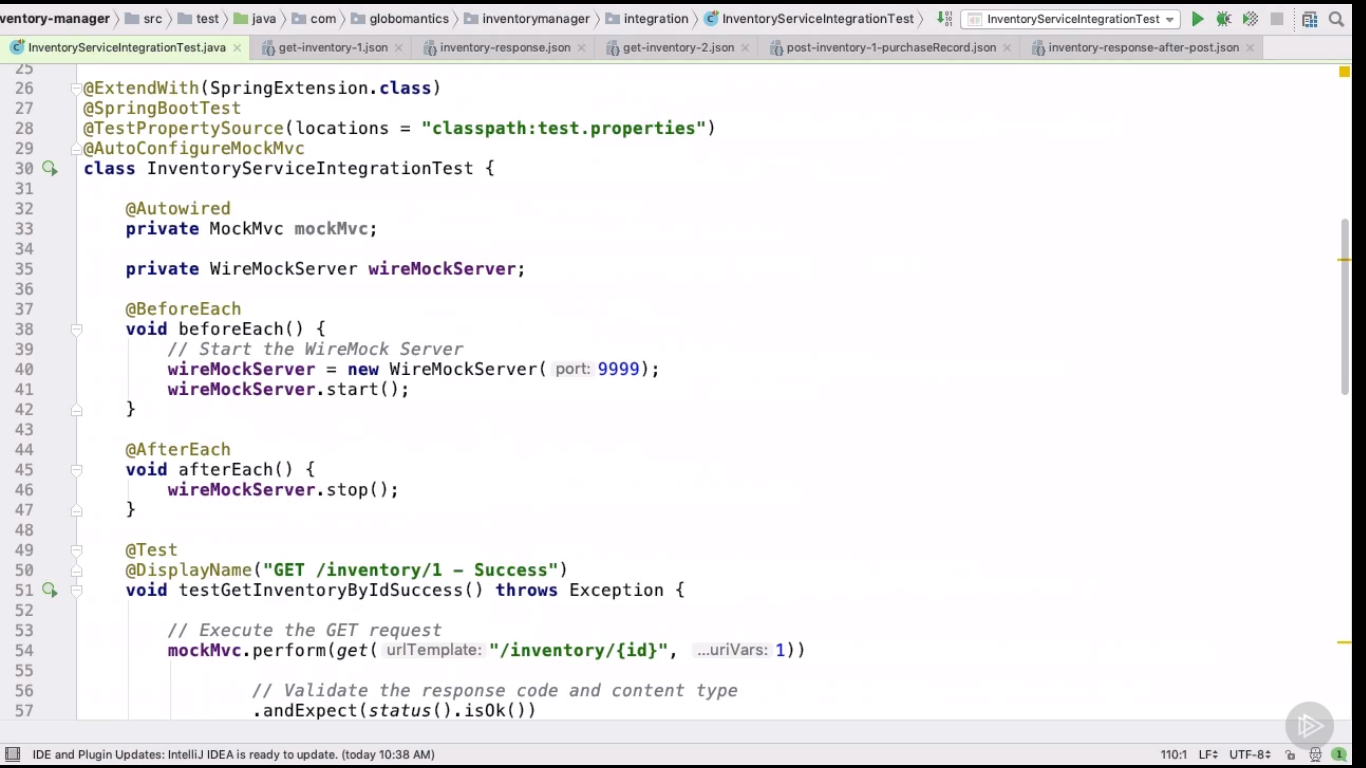 ventory-manager src test java com globomantics inventorymanager integration InventoryServiceIntegrationTest InventoryServiceIntegrationTest
InventoryServiceIntegrationTest.java get-inventory-1.json inventory-response.json get-inventory-2.json post-inventory-1-purchaseRecord.json inventory-response-after-post.json
25
26 @ExtendWith(SpringExtension.class)
27 @SpringBootTest
28 @TestPropertySource(locations = "classpath:test.properties")
29 @AutoConfigureMockMvc
30 class InventoryServiceIntegrationTest {
31
32 @Autowired
33 private MockMvc mockMvc;
34
35 private WireMockServer wireMockServer;
36
37 @BeforeEach
38 void beforeEach() {
39 // Start the WireMock Server
40 wireMockServer = new WireMockServer( port: 9999);
41 wireMockServer.start();
42 }
43
44 @AfterEach
45 void afterEach() {
46 wireMockServer.stop();
47 }
48
49 @Test
50 @DisplayName("GET /inventory/1 – Success")
51 void testGetInventoryByIdSuccess() throws Exception {
52
53 // Execute the GET request
54 mockMvc.perform(get( urlTemplate: "/inventory/{id}", ...uriVars: 1))
55
56 // Validate the response code and content type
57 .andExpect(status().isOk())
IDE and Plugin Updates: IntelliJ IDEA is ready to update. (today 10:38 AM) 110:1 LF UTF-8 1